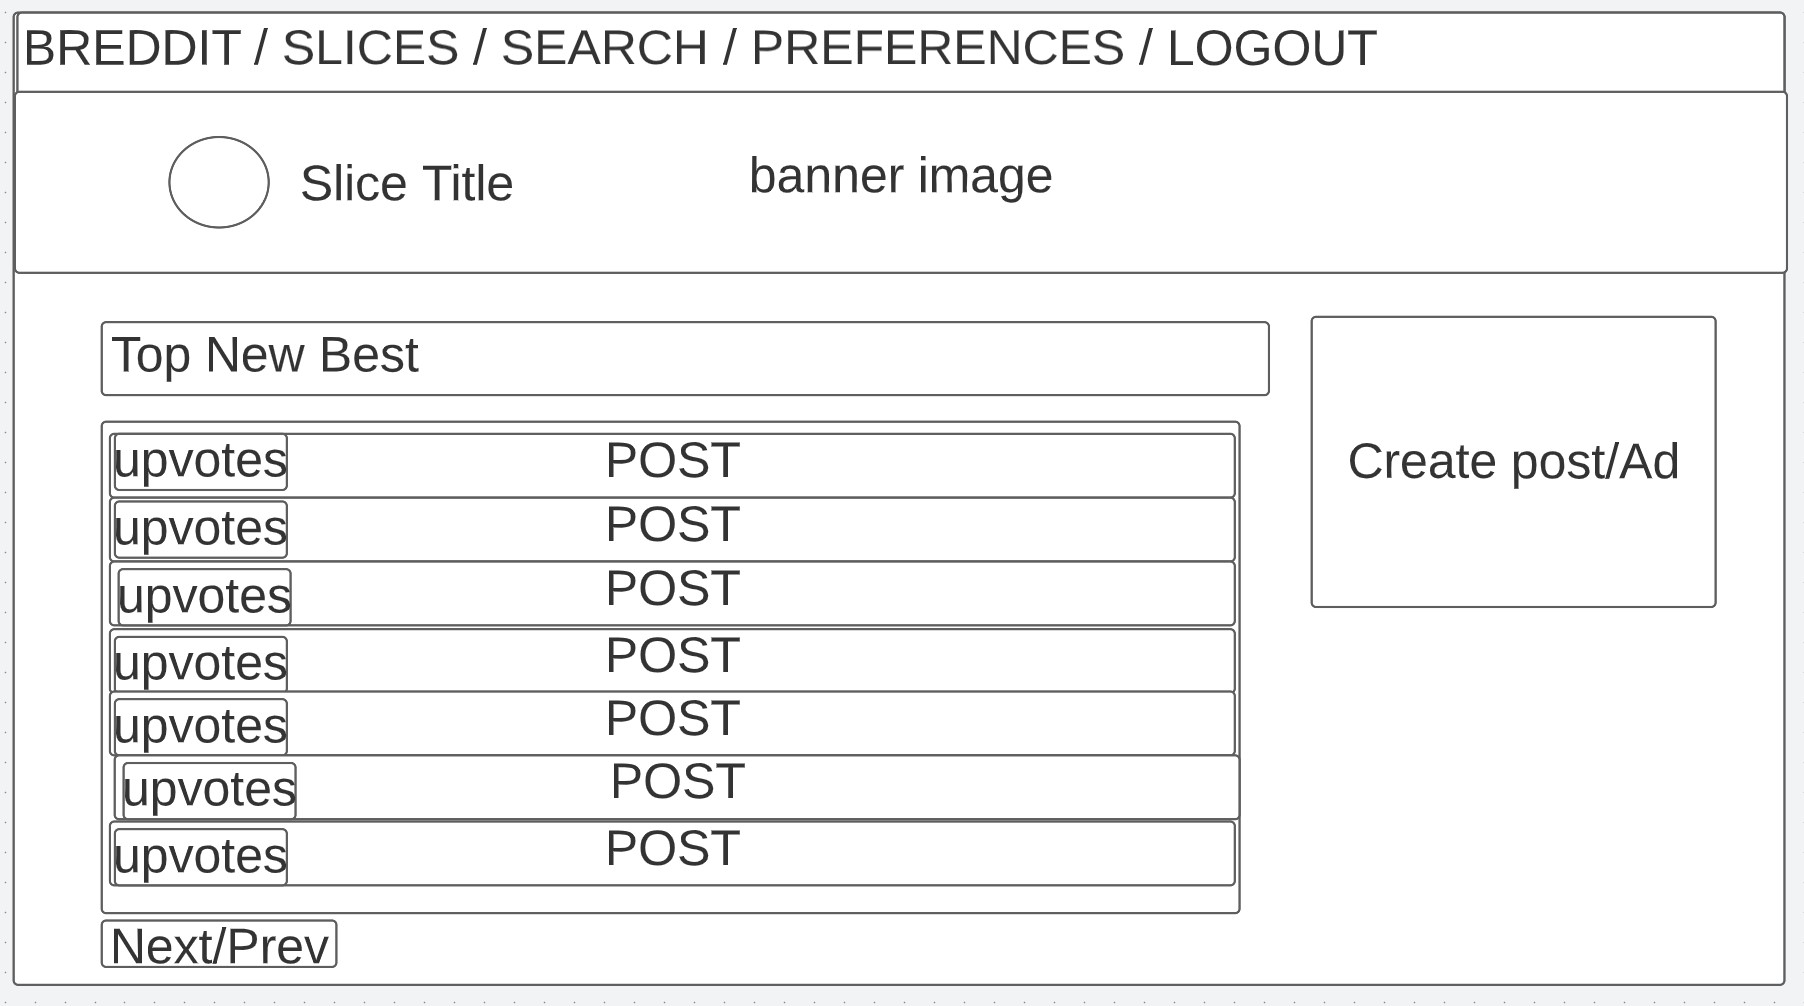 BREDDIT / SLICES / SEARCH / PREFERENCES / LOGOUT
Slice Title
banner image
Top New Best
Create post/Ad
upvotes POST
upvotes POST
upvotes POST
upvotes POST
upvotes POST
upvotes POST
upvotes POST
Next/Prev